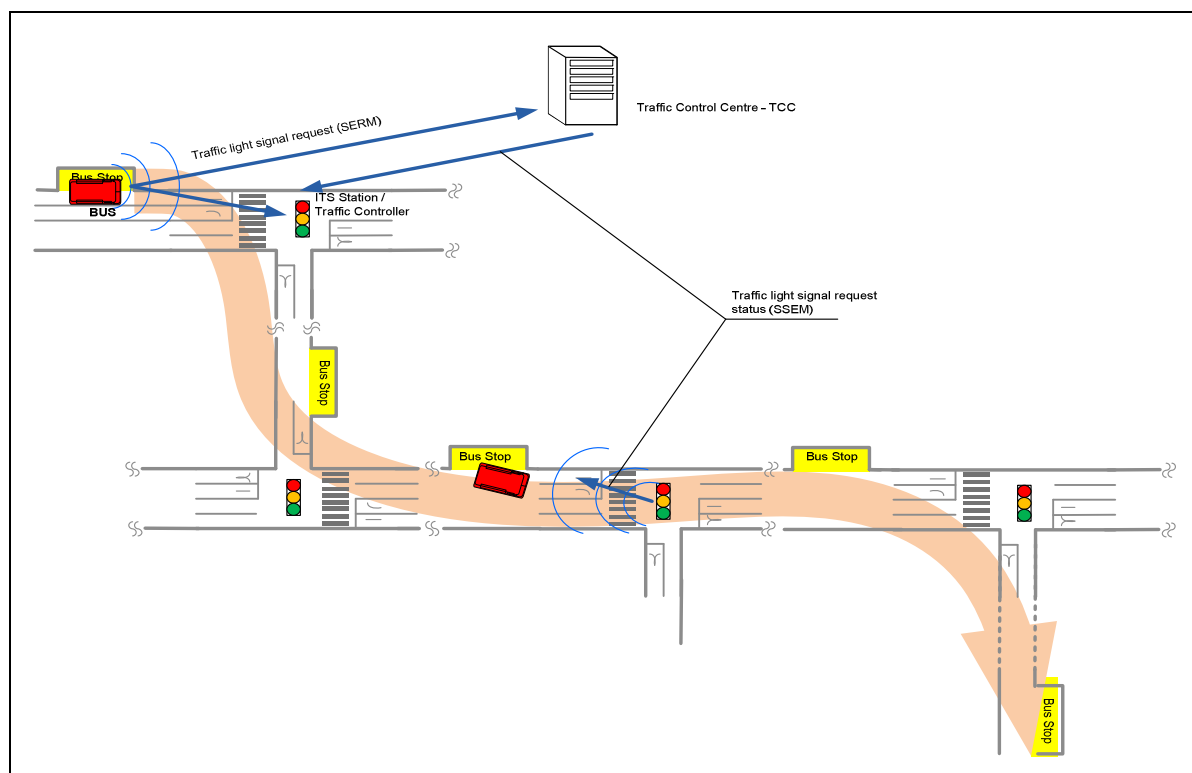 Traffic Control Centre – TCC
Traffic light signal request (SERM)
Bus Stop
BUS
ITS Station /
Traffic Controller
Traffic light signal request
status (SSEM)
Bus Stop
Bus Stop
Bus Stop
Bus Stop